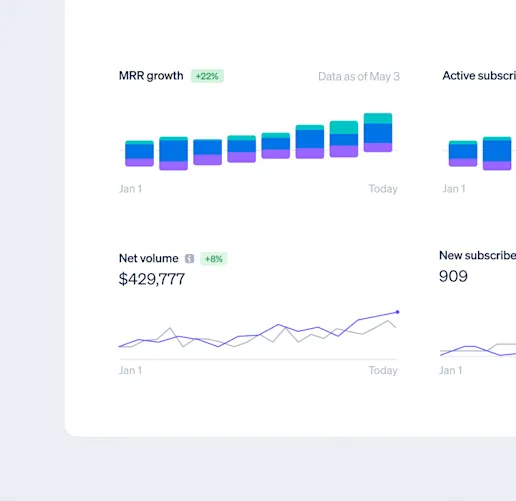 MRR growth +22% Data as of May 3
Active subscri
Jan 1 Today
Jan 1
Net volume i +8%
$429,777
New subscribe
909
Jan 1 Today
Jan 1